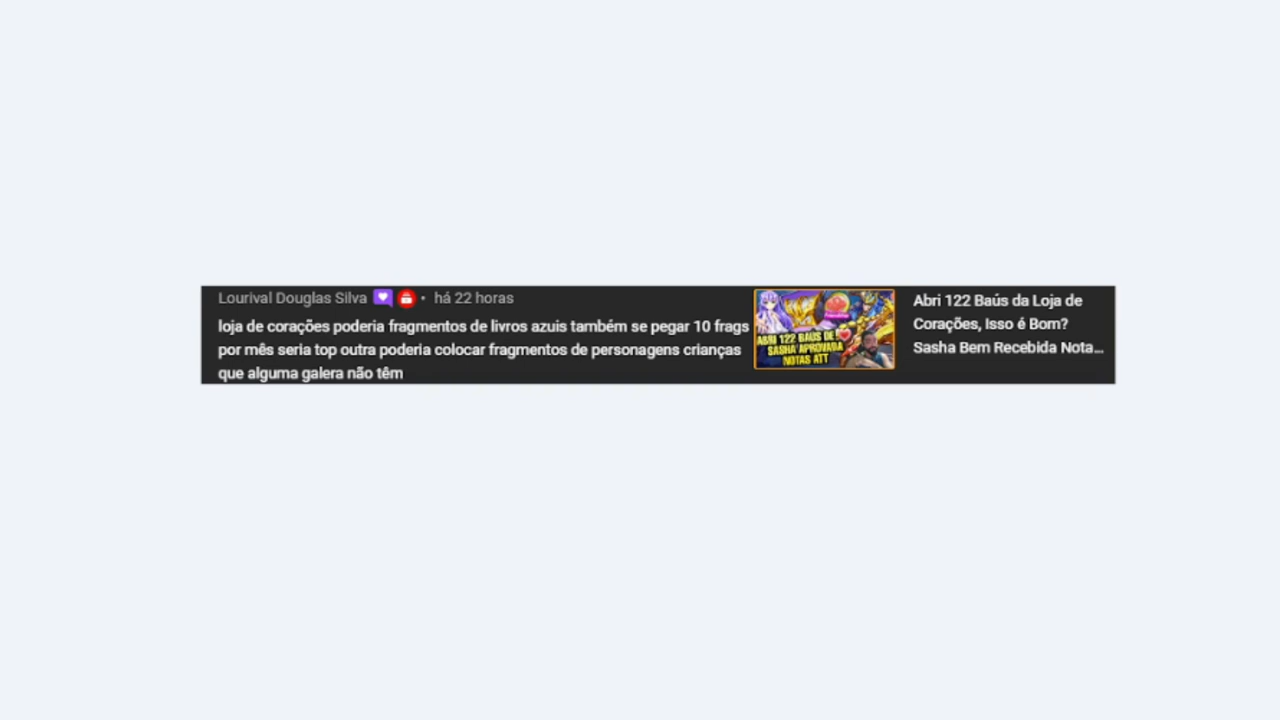 Lourival Douglas Silva • há 22 horas
loja de corações poderia fragmentos de livros azuis também se pegar 10 frags
por mês seria top outra poderia colocar fragmentos de personagens crianças
que alguma galera não têm
ABRI 122 BAÚS DE
SASHA APROVADA
NOTAS ATT
Abri 122 Baús da Loja de
Corações, Isso é Bom?
Sasha Bem Recebida Nota...